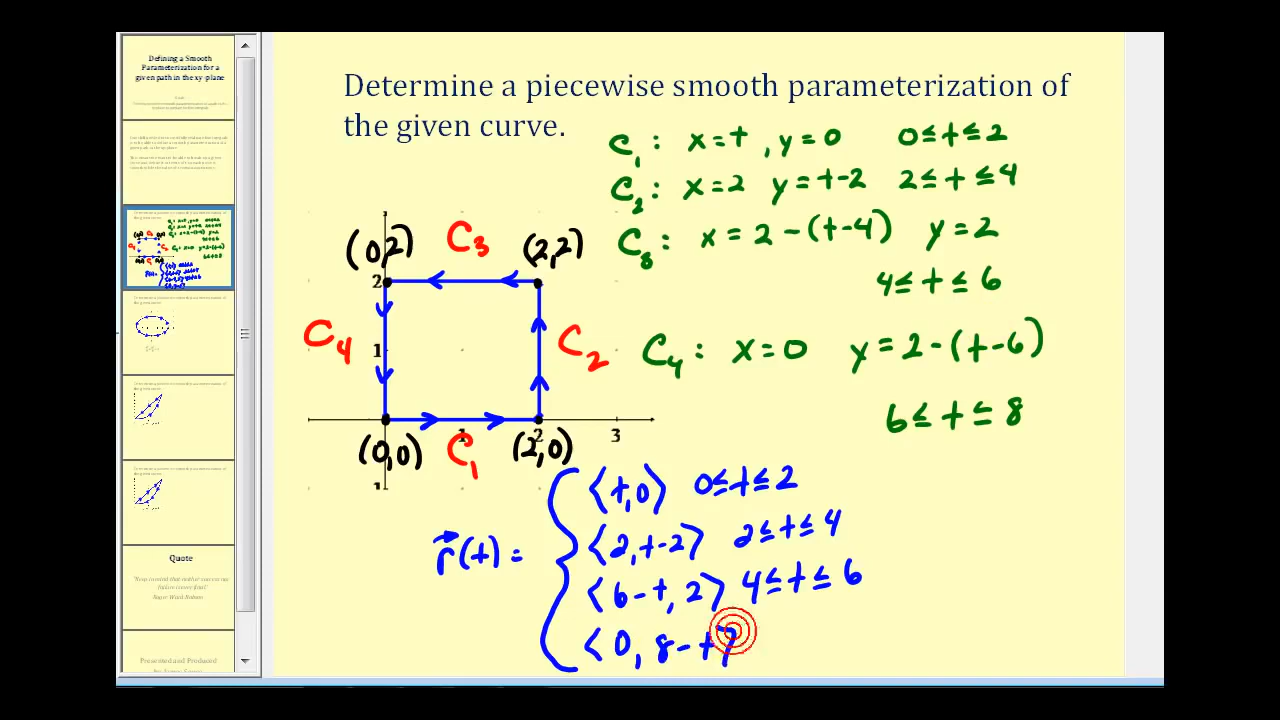 Defining a Smooth
Parameterization for a
given path in the xy-plane
Quote
Roger Ward Babson
Presented and Produced
Determine a piecewise smooth parameterization of
the given curve.
C₁: x=t, y=0 0≤t≤2
C₂: x=2 y=t-2 2≤t≤4
C₃: x=2-(t-4) y=2
4≤t≤6
C₄: x=0 y=2-(t-6)
6≤t≤8
(0,2) C₃ (2,2)
2
C₄ 1 C₂
1 2 3
(0,0) C₁ (2,0)
r⃗(t)=
⟨t,0⟩ 0≤t≤2
⟨2,t-2⟩ 2≤t≤4
⟨6-t,2⟩ 4≤t≤6
⟨0,8-t⟩